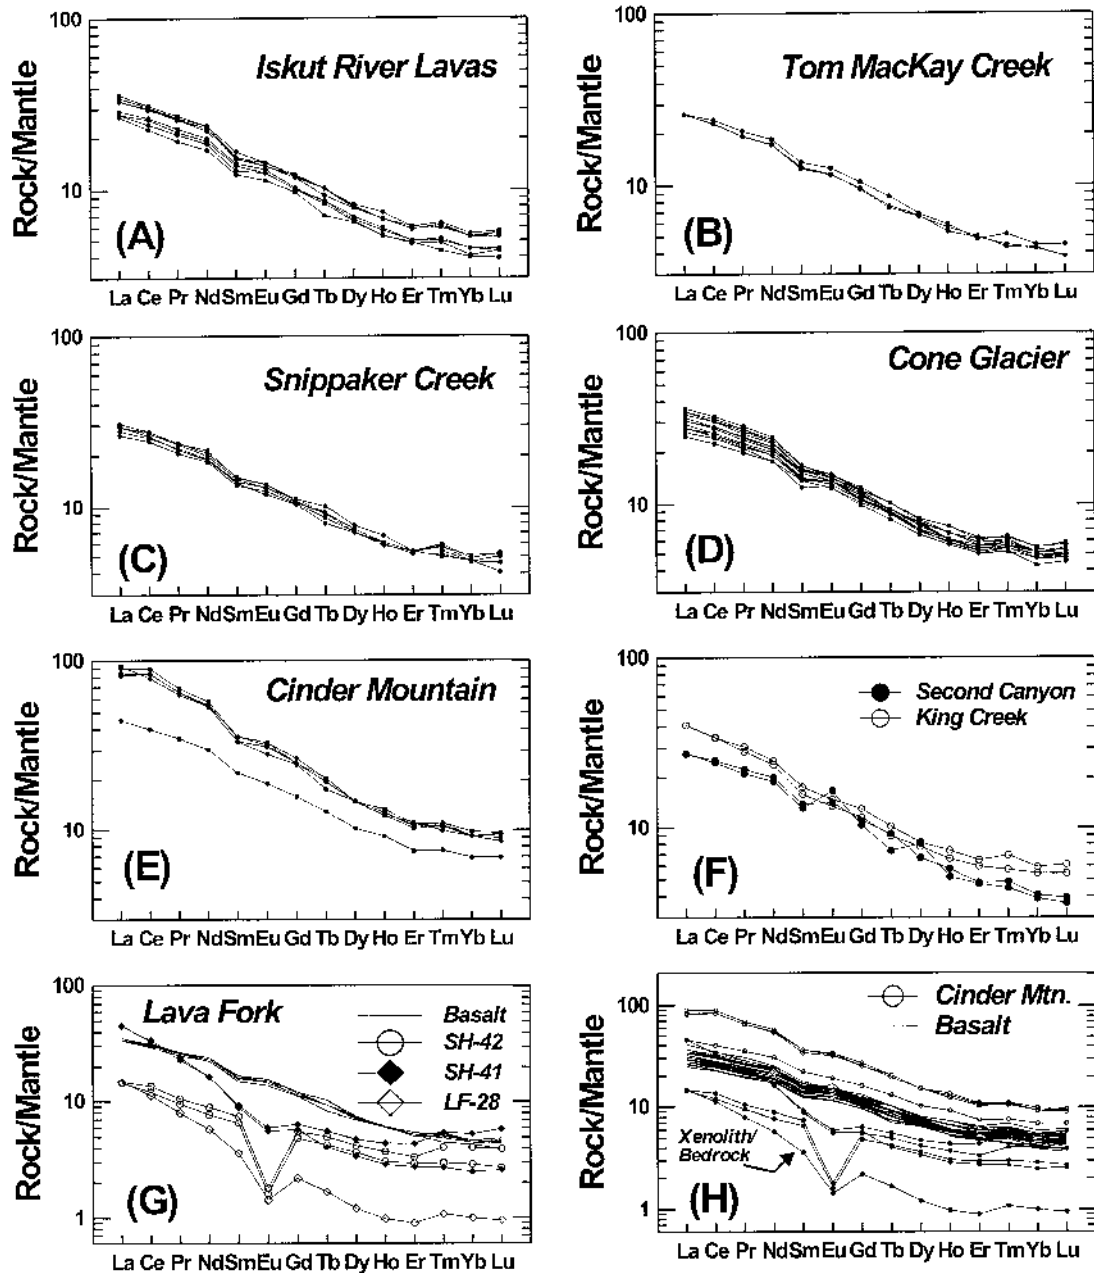 100
10
Rock/Mantle
Iskut River Lavas
(A)
La Ce Pr Nd Sm Eu Gd Tb Dy Ho Er Tm Yb Lu
100
10
Rock/Mantle
Tom MacKay Creek
(B)
La Ce Pr Nd Sm Eu Gd Tb Dy Ho Er Tm Yb Lu
100
10
Rock/Mantle
Snippaker Creek
(C)
La Ce Pr Nd Sm Eu Gd Tb Dy Ho Er Tm Yb Lu
100
10
Rock/Mantle
Cone Glacier
(D)
La Ce Pr Nd Sm Eu Gd Tb Dy Ho Er Tm Yb Lu
100
10
Rock/Mantle
Cinder Mountain
(E)
La Ce Pr Nd Sm Eu Gd Tb Dy Ho Er Tm Yb Lu
100
10
Rock/Mantle
Second Canyon
King Creek
(F)
La Ce Pr Nd Sm Eu Gd Tb Dy Ho Er Tm Yb Lu
100
10
1
Rock/Mantle
Lava Fork
Basalt
SH-42
SH-41
LF-28
(G)
La Ce Pr Nd Sm Eu Gd Tb Dy Ho Er Tm Yb Lu
100
10
1
Rock/Mantle
Cinder Mtn.
Basalt
Xenolith/
Bedrock
(H)
La Ce Pr Nd Sm Eu Gd Tb Dy Ho Er Tm Yb Lu